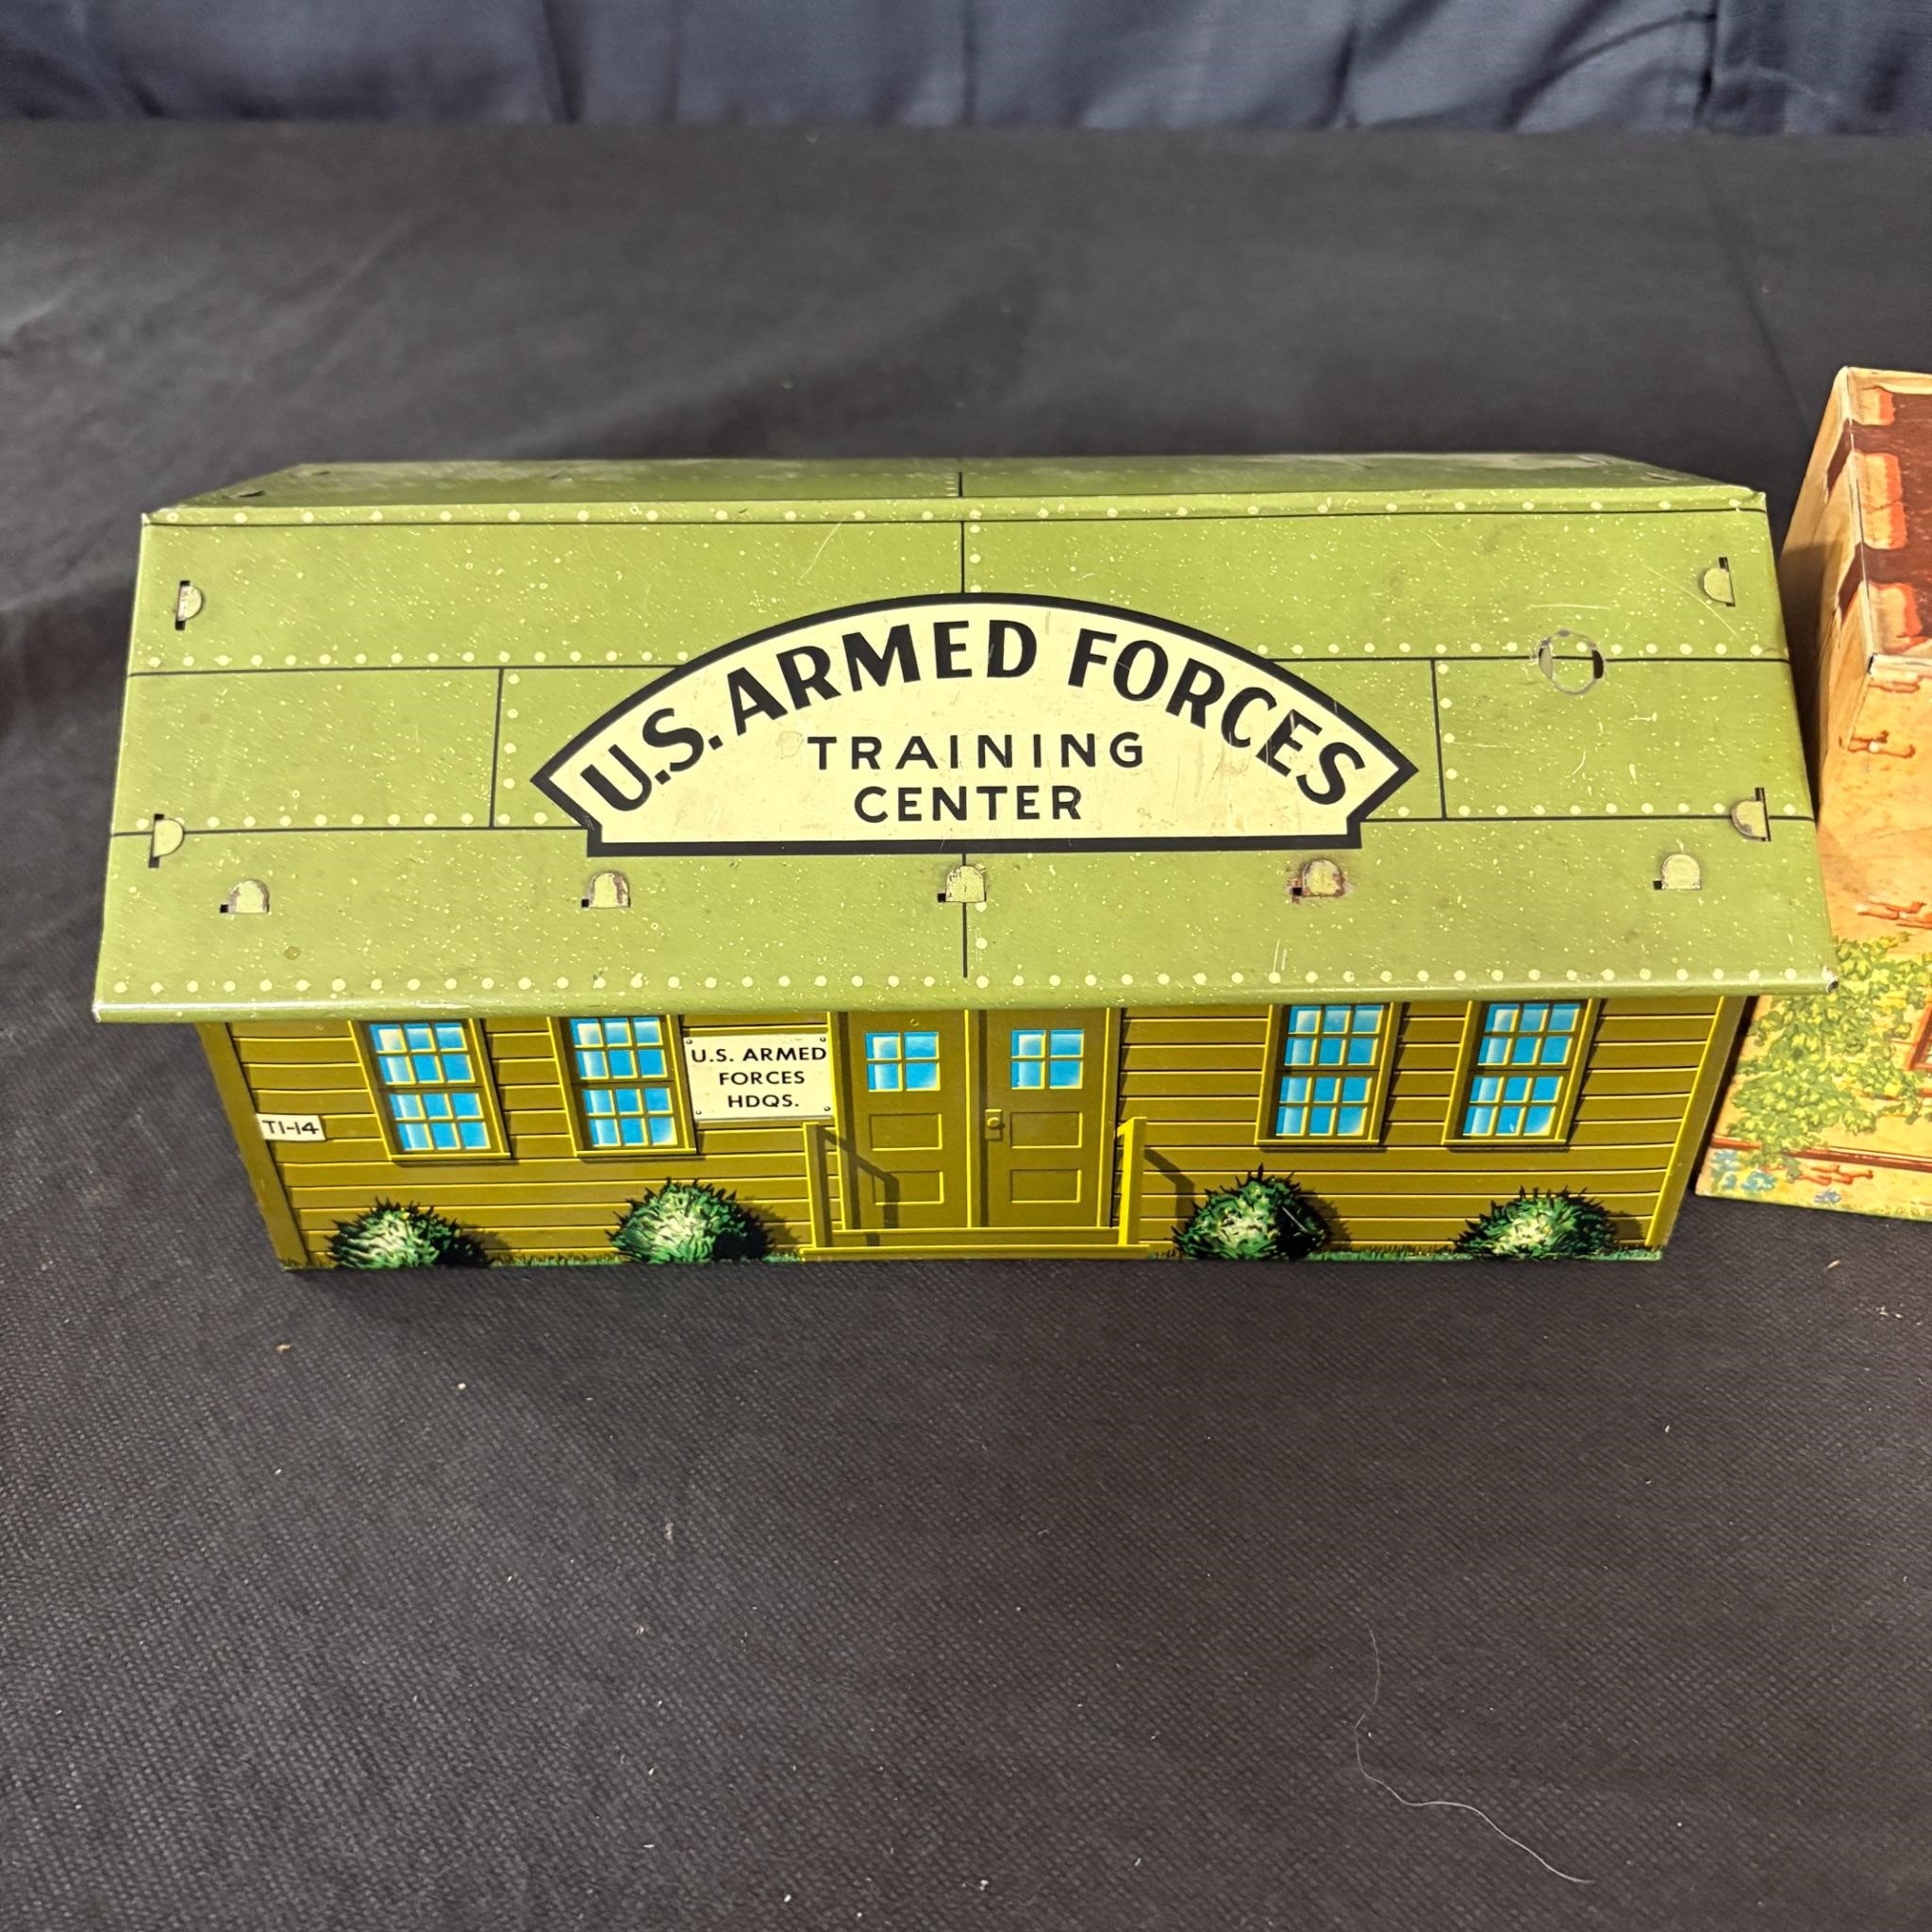 U.S. ARMED FORCES
TRAINING
CENTER
U.S. ARMED
FORCES
HDQS.
T1-14